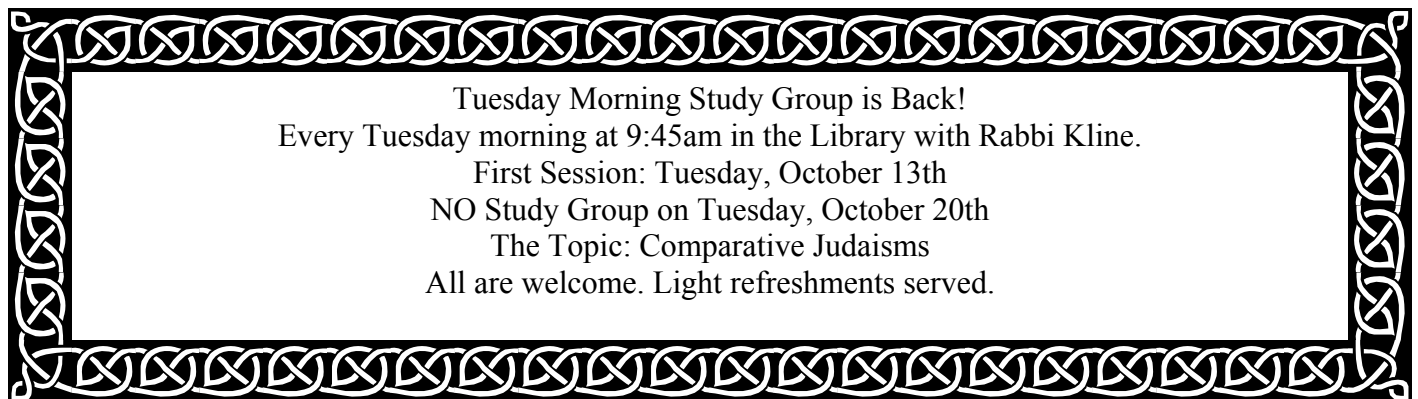 Tuesday Morning Study Group is Back!
Every Tuesday morning at 9:45am in the Library with Rabbi Kline.
First Session: Tuesday, October 13th
NO Study Group on Tuesday, October 20th
The Topic: Comparative Judaisms
All are welcome. Light refreshments served.